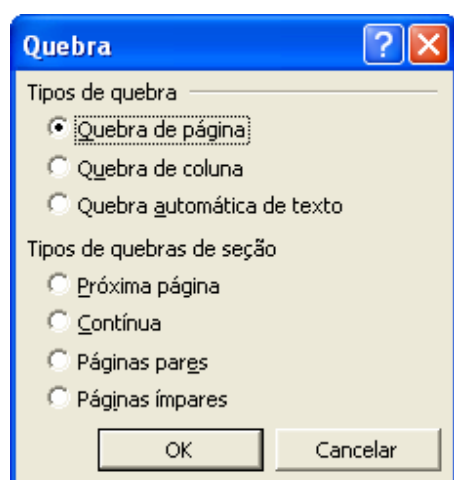 Quebra
Tipos de quebra
Quebra de página
Quebra de coluna
Quebra automática de texto
Tipos de quebras de seção
Próxima página
Contínua
Páginas pares
Páginas ímpares
OK Cancelar